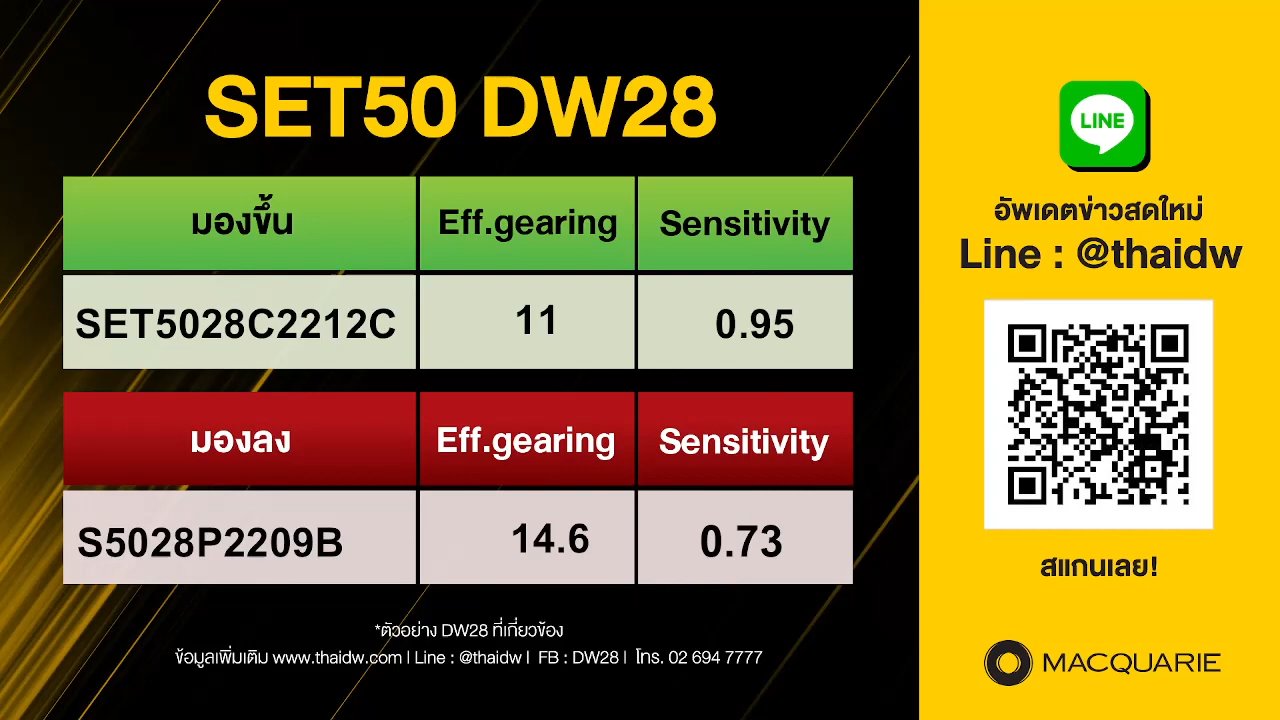 SET50 DW28
มองขึ้น Eff.gearing Sensitivity
SET5028C2212C 11 0.95
มองลง Eff.gearing Sensitivity
S5028P2209B 14.6 0.73
*ตัวอย่าง DW28 ที่เกี่ยวข้อง
ข้อมูลเพิ่มเติม www.thaidw.com | Line : @thaidw | FB : DW28 | โทร. 02 694 7777
LINE
อัพเดตข่าวสดใหม่
Line : @thaidw
สแกนเลย!
MACQUARIE